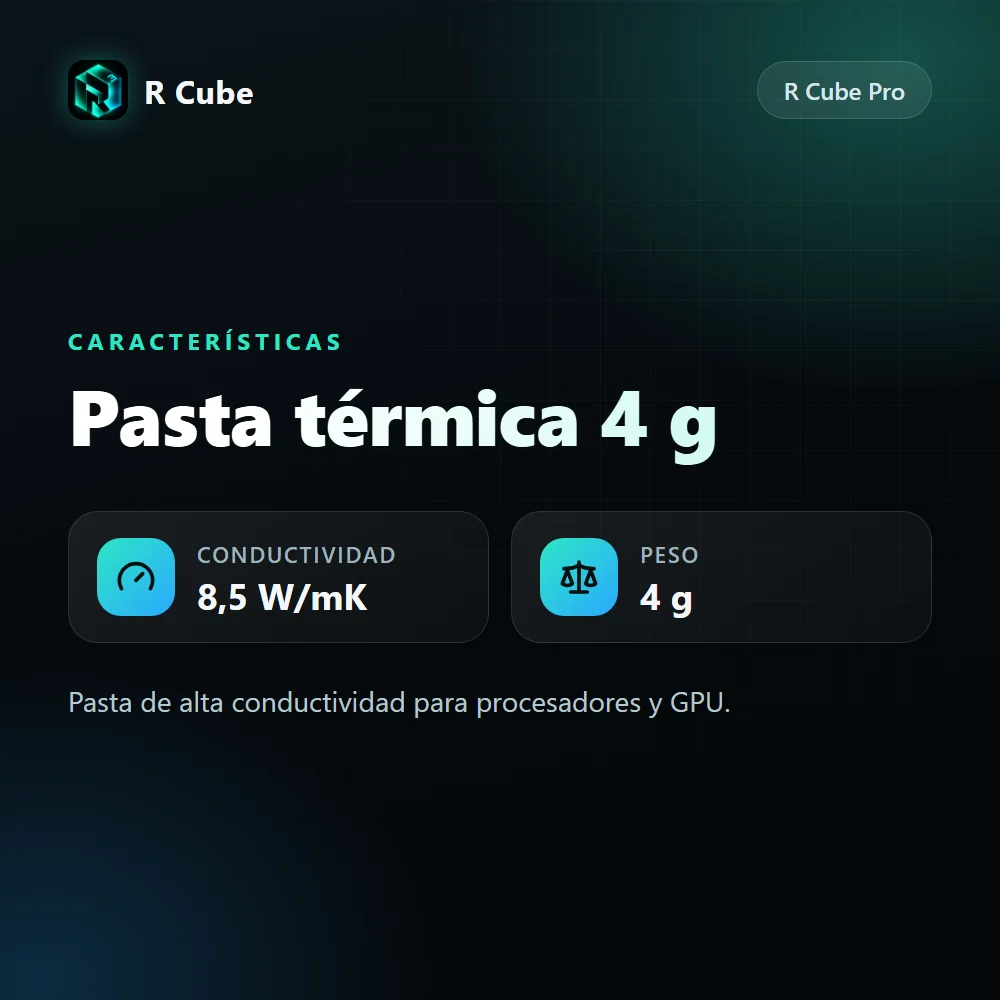 R Cube
R Cube Pro
CARACTERÍSTICAS
Pasta térmica 4 g
CONDUCTIVIDAD
8,5 W/mK
PESO
4 g
Pasta de alta conductividad para procesadores y GPU.